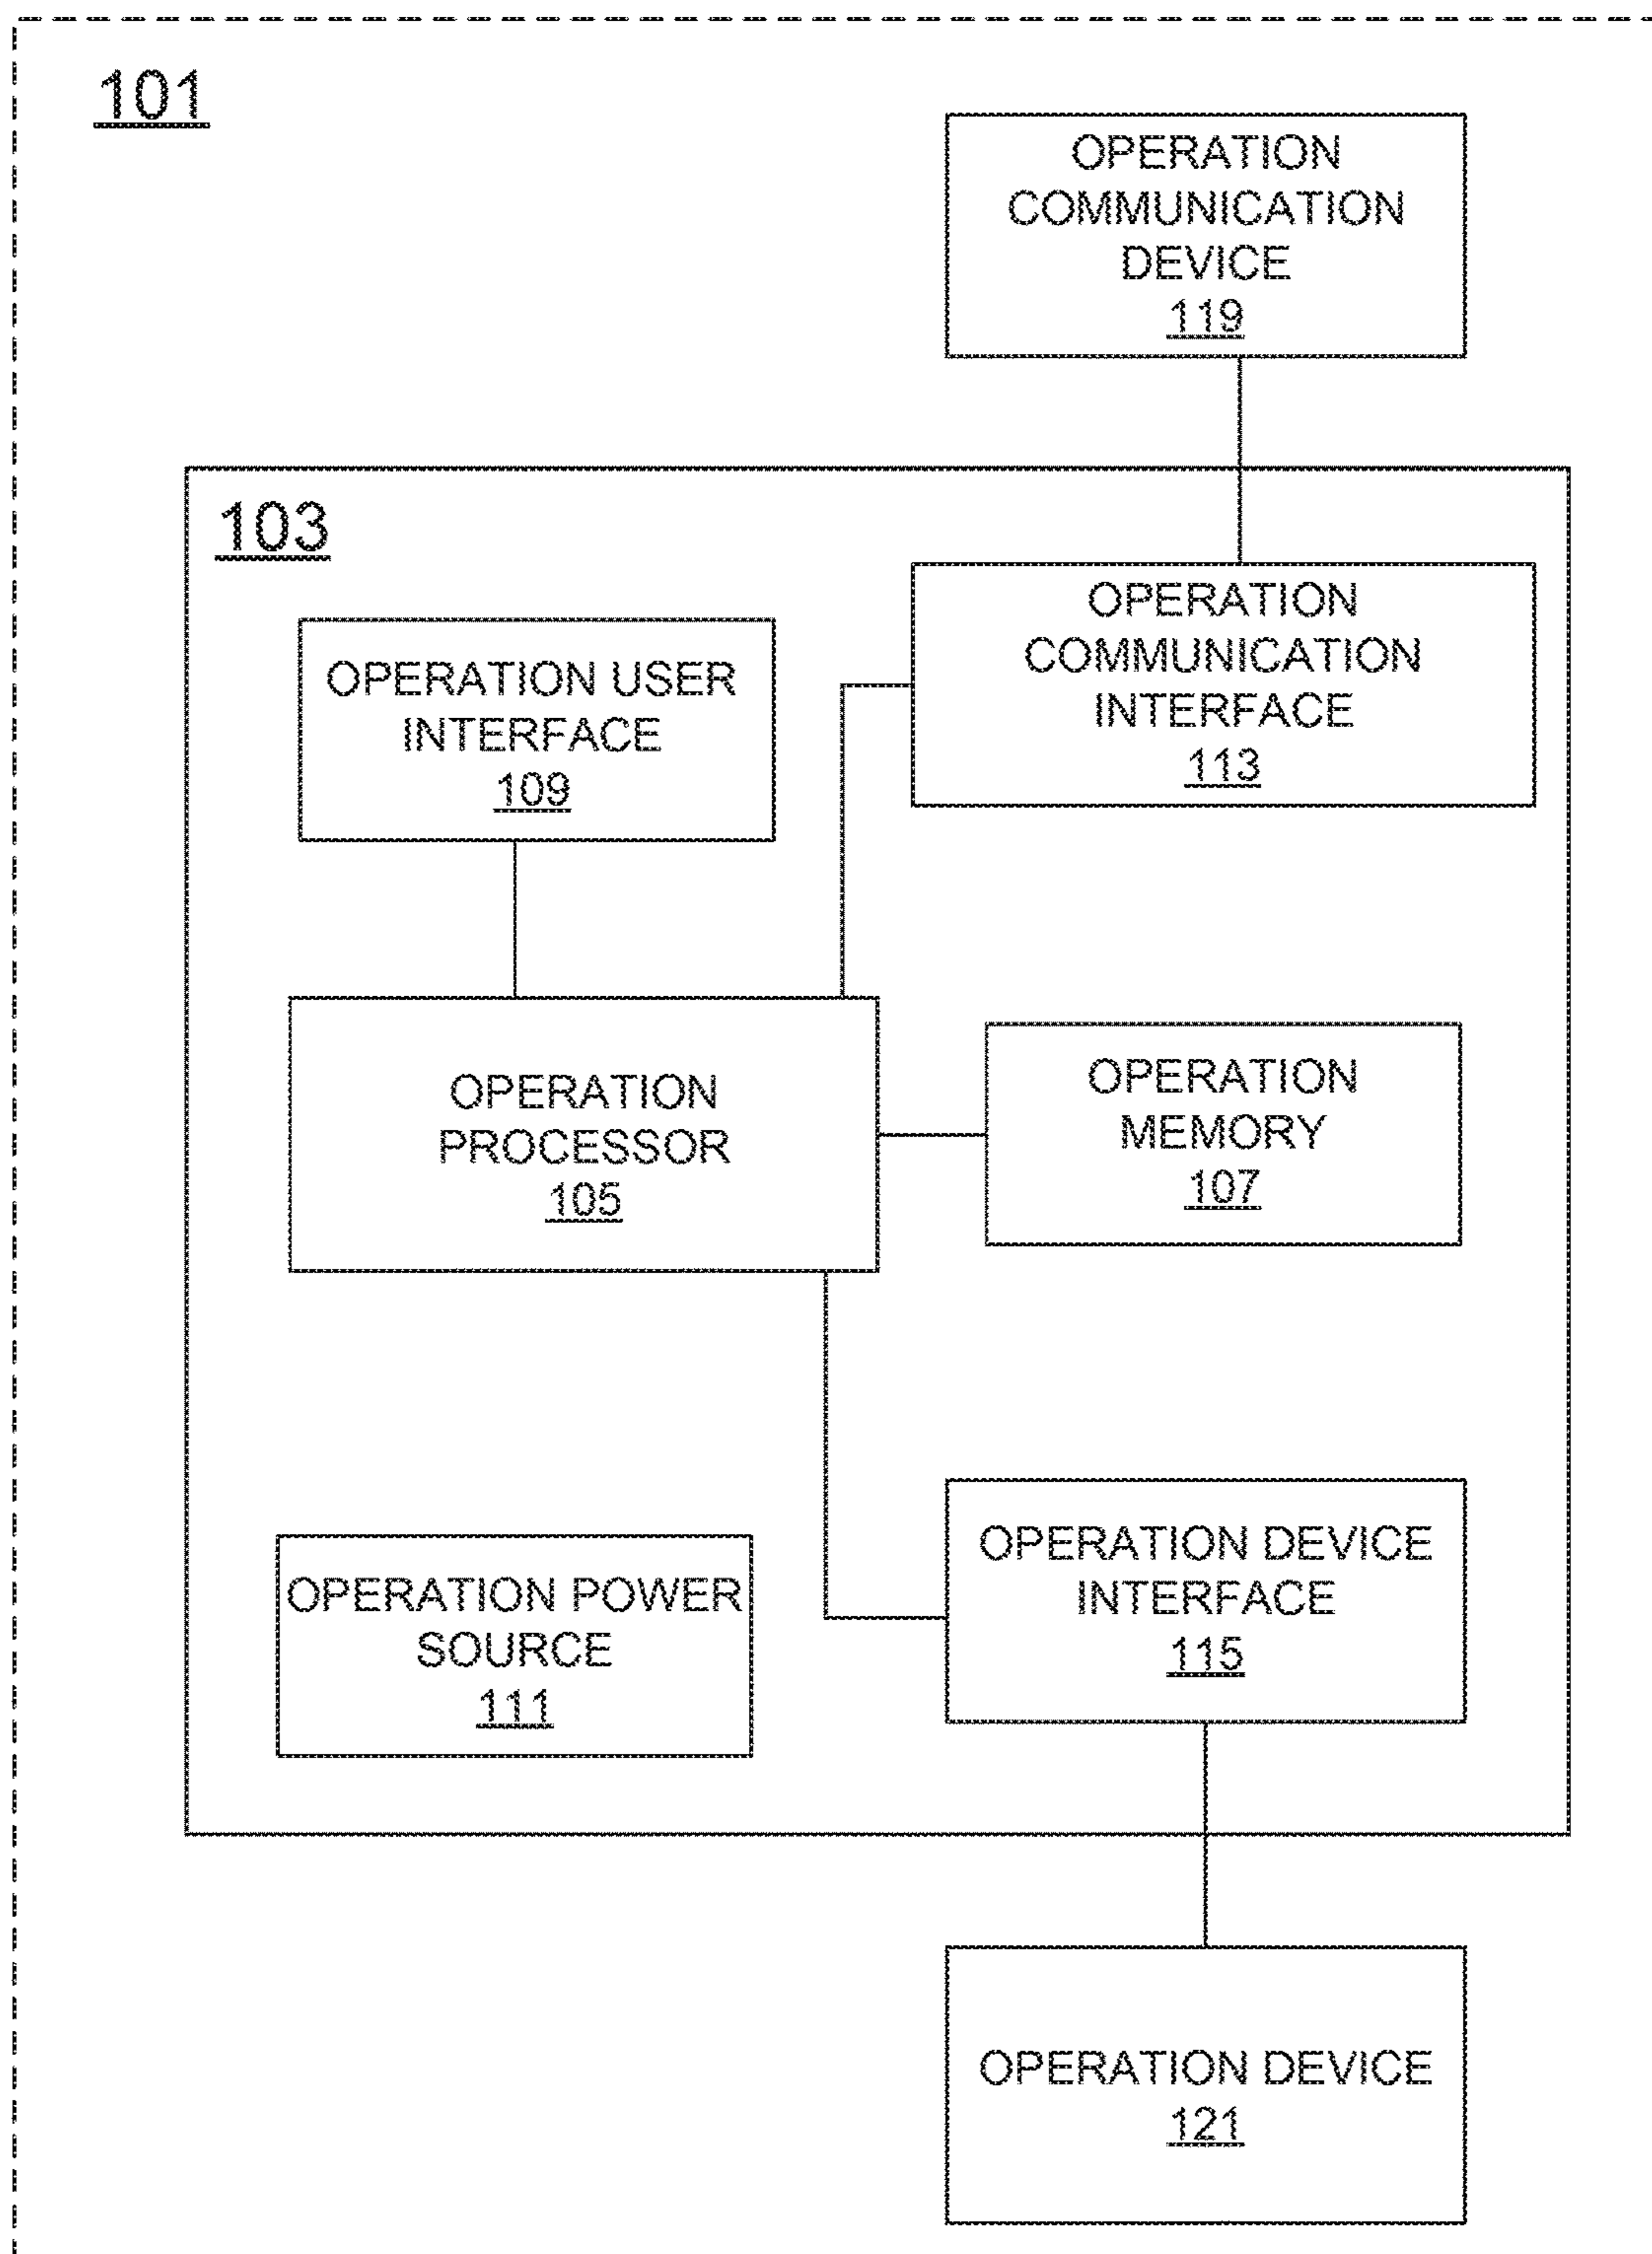 101
OPERATION
COMMUNICATION
DEVICE
119
103
OPERATION
COMMUNICATION
INTERFACE
113
OPERATION USER
INTERFACE
109
OPERATION
PROCESSOR
105
OPERATION
MEMORY
107
OPERATION DEVICE
INTERFACE
115
OPERATION POWER
SOURCE
111
OPERATION DEVICE
121